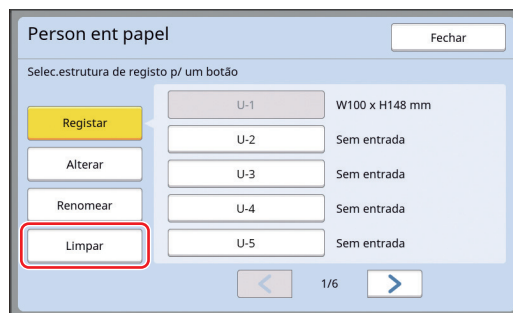 Person ent papel
Fechar
Selec.estrutura de registo p/ um botão
Registar
Alterar
Renomear
Limpar
U-1 W100 x H148 mm
U-2 Sem entrada
U-3 Sem entrada
U-4 Sem entrada
U-5 Sem entrada
1/6